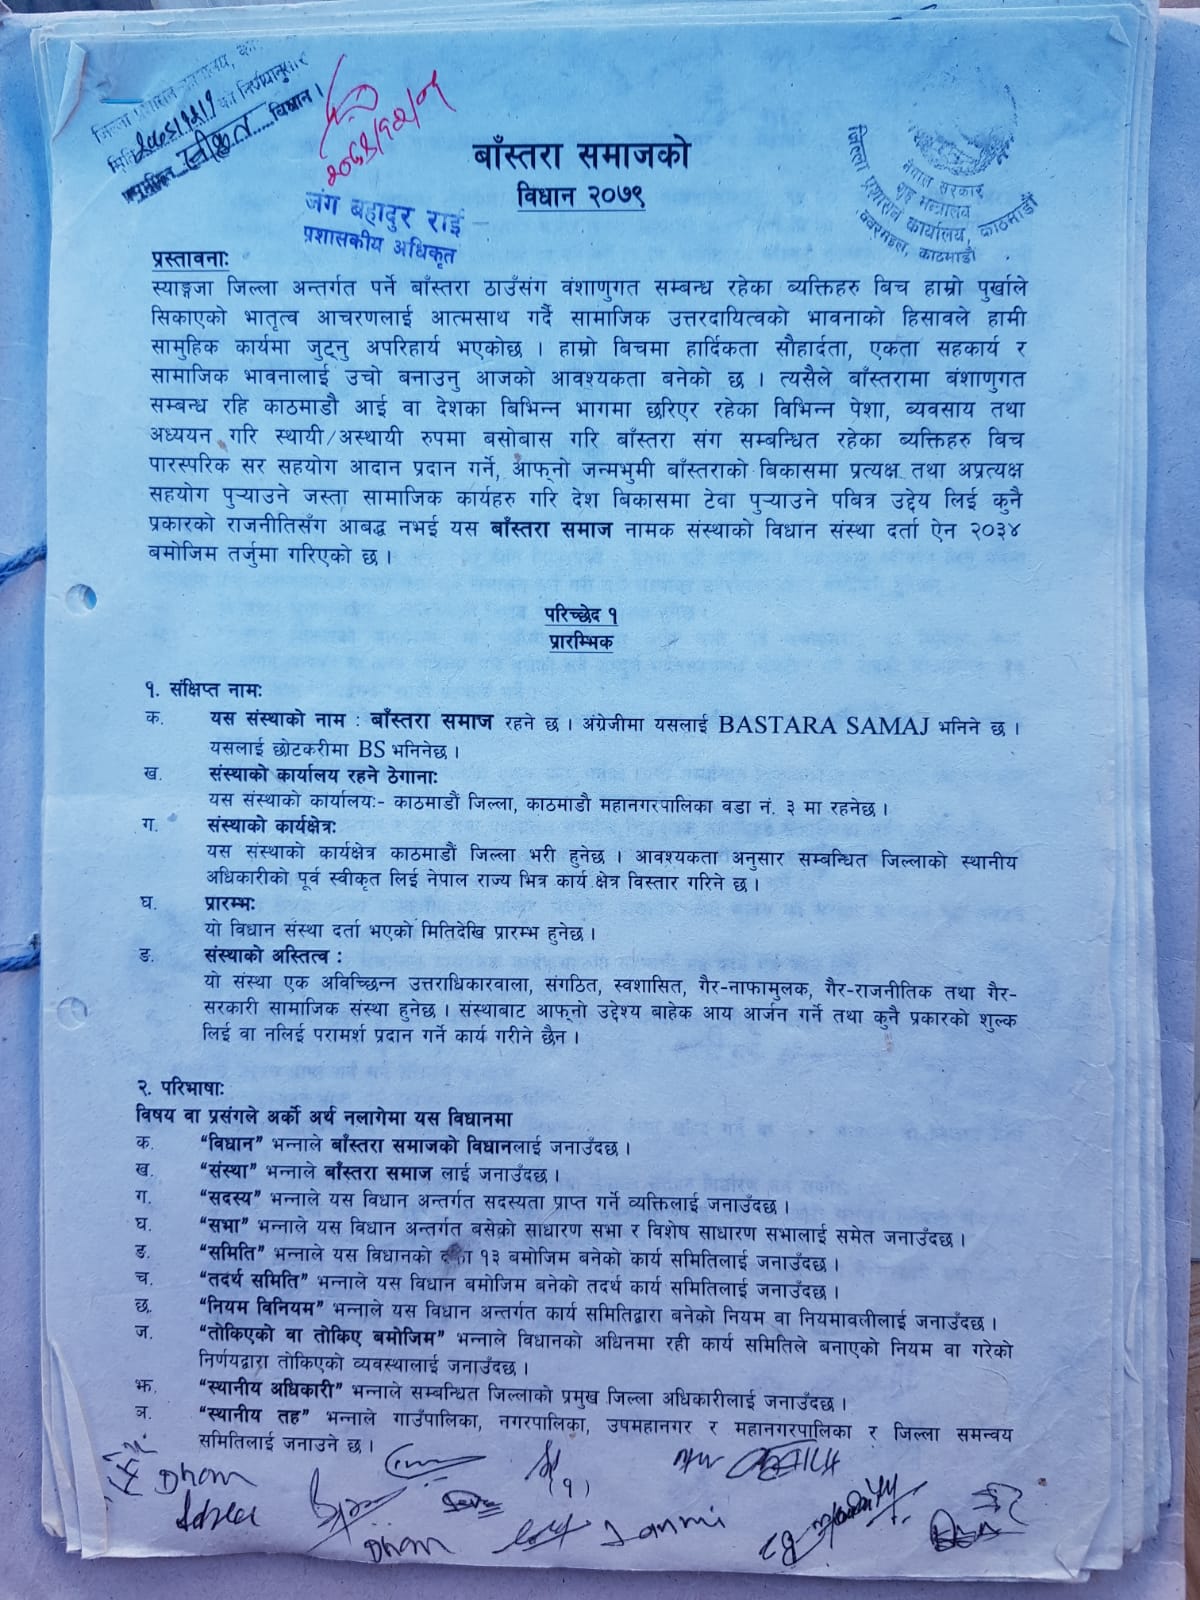 जिल्ला प्रशासन कार्यालय,
मिति का निर्णयानुसार
स्वीकृत विधान।
जंग बहादुर राई
प्रशासकीय अधिकृत
नेपाल सरकार
गृह मन्त्रालय
जिल्ला प्रशासन कार्यालय, काठमाडौं
बबरमहल, काठमाडौं
बाँस्तरा समाजको
विधान २०७९
प्रस्तावनाः
स्याङ्गजा जिल्ला अन्तर्गत पर्ने बाँस्तरा ठाउँसंग वंशाणुगत सम्बन्ध रहेका ब्यक्तिहरु बिच हाम्रो पुर्खाले
सिकाएको भातृत्व आचरणलाई आत्मसाथ गर्दै सामाजिक उत्तरदायित्वको भावनाको हिसावले हामी
सामुहिक कार्यमा जुट्नु अपरिहार्य भएकोछ । हाम्रो बिचमा हार्दिकता सौहार्दता, एकता सहकार्य र
सामाजिक भावनालाई उचो बनाउनु आजको आवश्यकता बनेको छ । त्यसैले बाँस्तरामा बंशाणुगत
सम्बन्ध रहि काठमाडौ आई वा देशका बिभिन्न भागमा छरिएर रहेका विभिन्न पेशा, ब्यवसाय तथा
अध्ययन गरि स्थायी/अस्थायी रुपमा बसोबास गरि बाँस्तरा संग सम्बन्धित रहेका ब्यक्तिहरु विच
पारस्परिक सर सहयोग आदान प्रदान गर्ने, आफ्नो जन्मभुमी बाँस्तराको बिकासमा प्रत्यक्ष तथा अप्रत्यक्ष
सहयोग पुऱ्याउने जस्ता सामाजिक कार्यहरु गरि देश बिकासमा टेवा पुऱ्याउने पबित्र उद्देय लिई कुनै
प्रकारको राजनीतिसँग आबद्ध नभई यस बाँस्तरा समाज नामक संस्थाको विधान संस्था दर्ता ऐन २०३४
बमोजिम तर्जुमा गरिएको छ ।
परिच्छेद १
प्रारम्भिक
१. संक्षिप्त नामः
क. यस संस्थाको नाम : बाँस्तरा समाज रहने छ । अंग्रेजीमा यसलाई BASTARA SAMAJ भनिने छ ।
यसलाई छोटकरीमा BS भनिनेछ ।
ख. संस्थाको कार्यालय रहने ठेगानाः
यस संस्थाको कार्यालयः- काठमाडौं जिल्ला, काठमाडौ महानगरपालिका वडा नं. ३ मा रहनेछ ।
ग. संस्थाको कार्यक्षेत्रः
यस संस्थाको कार्यक्षेत्र काठमाडौं जिल्ला भरी हुनेछ । आवश्यकता अनुसार सम्बन्धित जिल्लाको स्थानीय
अधिकारीको पूर्व स्वीकृत लिई नेपाल राज्य भित्र कार्य क्षेत्र विस्तार गरिने छ ।
घ. प्रारम्भः
यो विधान संस्था दर्ता भएको मितिदेखि प्रारम्भ हुनेछ ।
ङ. संस्थाको अस्तित्व :
यो संस्था एक अविच्छिन्न उत्तराधिकारवाला, संगठित, स्वशासित, गैर-नाफामुलक, गैर-राजनीतिक तथा गैर-
सरकारी सामाजिक संस्था हुनेछ । संस्थाबाट आफ्नो उद्देश्य बाहेक आय आर्जन गर्ने तथा कुनै प्रकारको शुल्क
लिई वा नलिई परामर्श प्रदान गर्ने कार्य गरीने छैन ।
२. परिभाषाः
विषय वा प्रसंगले अर्को अर्थ नलागेमा यस विधानमा
क. “विधान” भन्नाले बाँस्तरा समाजको विधानलाई जनाउँदछ ।
ख. “संस्था” भन्नाले बाँस्तरा समाज लाई जनाउँदछ ।
ग. “सदस्य” भन्नाले यस विधान अन्तर्गत सदस्यता प्राप्त गर्ने व्यक्तिलाई जनाउँदछ ।
घ. “सभा” भन्नाले यस विधान अन्तर्गत बसेको साधारण सभा र विशेष साधारण सभालाई समेत जनाउँदछ ।
ङ. “समिति” भन्नाले यस विधानको दफा १३ बमोजिम बनेको कार्य समितिलाई जनाउँदछ ।
च. “तदर्थ समिति” भन्नाले यस विधान बमोजिम बनेको तदर्थ कार्य समितिलाई जनाउँदछ ।
छ. “नियम विनियम” भन्नाले यस विधान अन्तर्गत कार्य समितिद्वारा बनेको नियम वा नियमावलीलाई जनाउँदछ ।
ज. “तोकिएको वा तोकिए बमोजिम” भन्नाले विधानको अधिनमा रही कार्य समितिले बनाएको नियम वा गरेको
निर्णयद्वारा तोकिएको व्यवस्थालाई जनाउँदछ ।
झ. “स्थानीय अधिकारी” भन्नाले सम्बन्धित जिल्लाको प्रमुख जिल्ला अधिकारीलाई जनाउँदछ ।
ञ. “स्थानीय तह” भन्नाले गाउँपालिका, नगरपालिका, उपमहानगर र महानगरपालिका र जिल्ला समन्वय
समितिलाई जनाउने छ ।
(१)